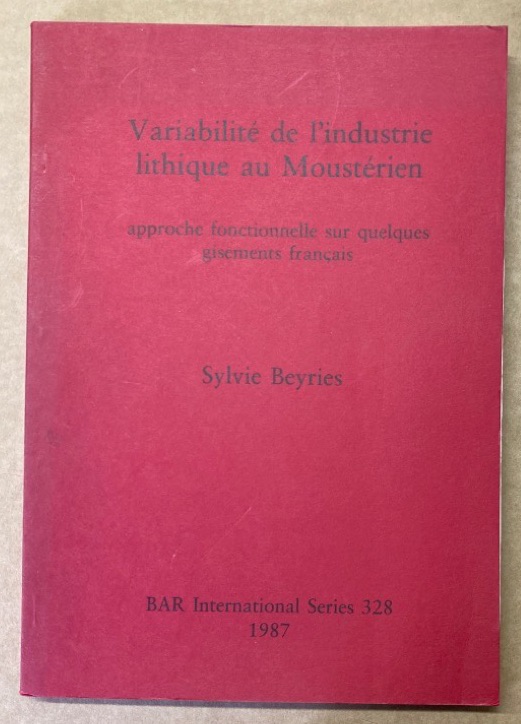 Variabilité de l'industrie
lithique au Moustérien
approche fonctionnelle sur quelques
gisements français
Sylvie Beyries
BAR International Series 328
1987